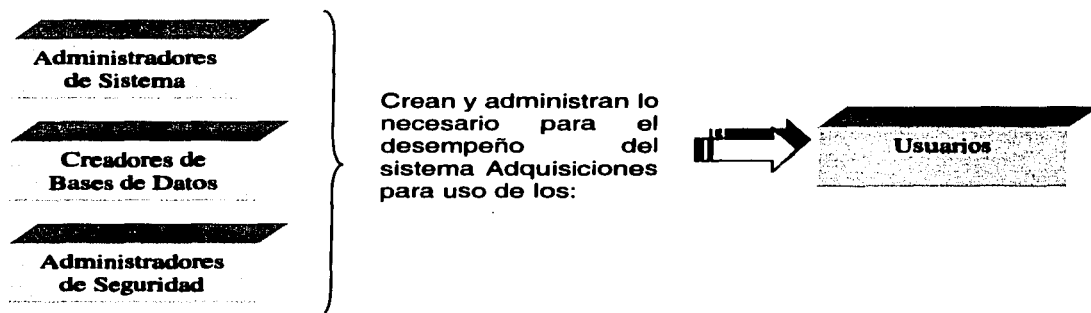 Administradores
de Sistema
Creadores de
Bases de Datos
Administradores
de Seguridad
Crean y administran lo
necesario para el
desempeño del
sistema Adquisiciones
para uso de los:
Usuarios